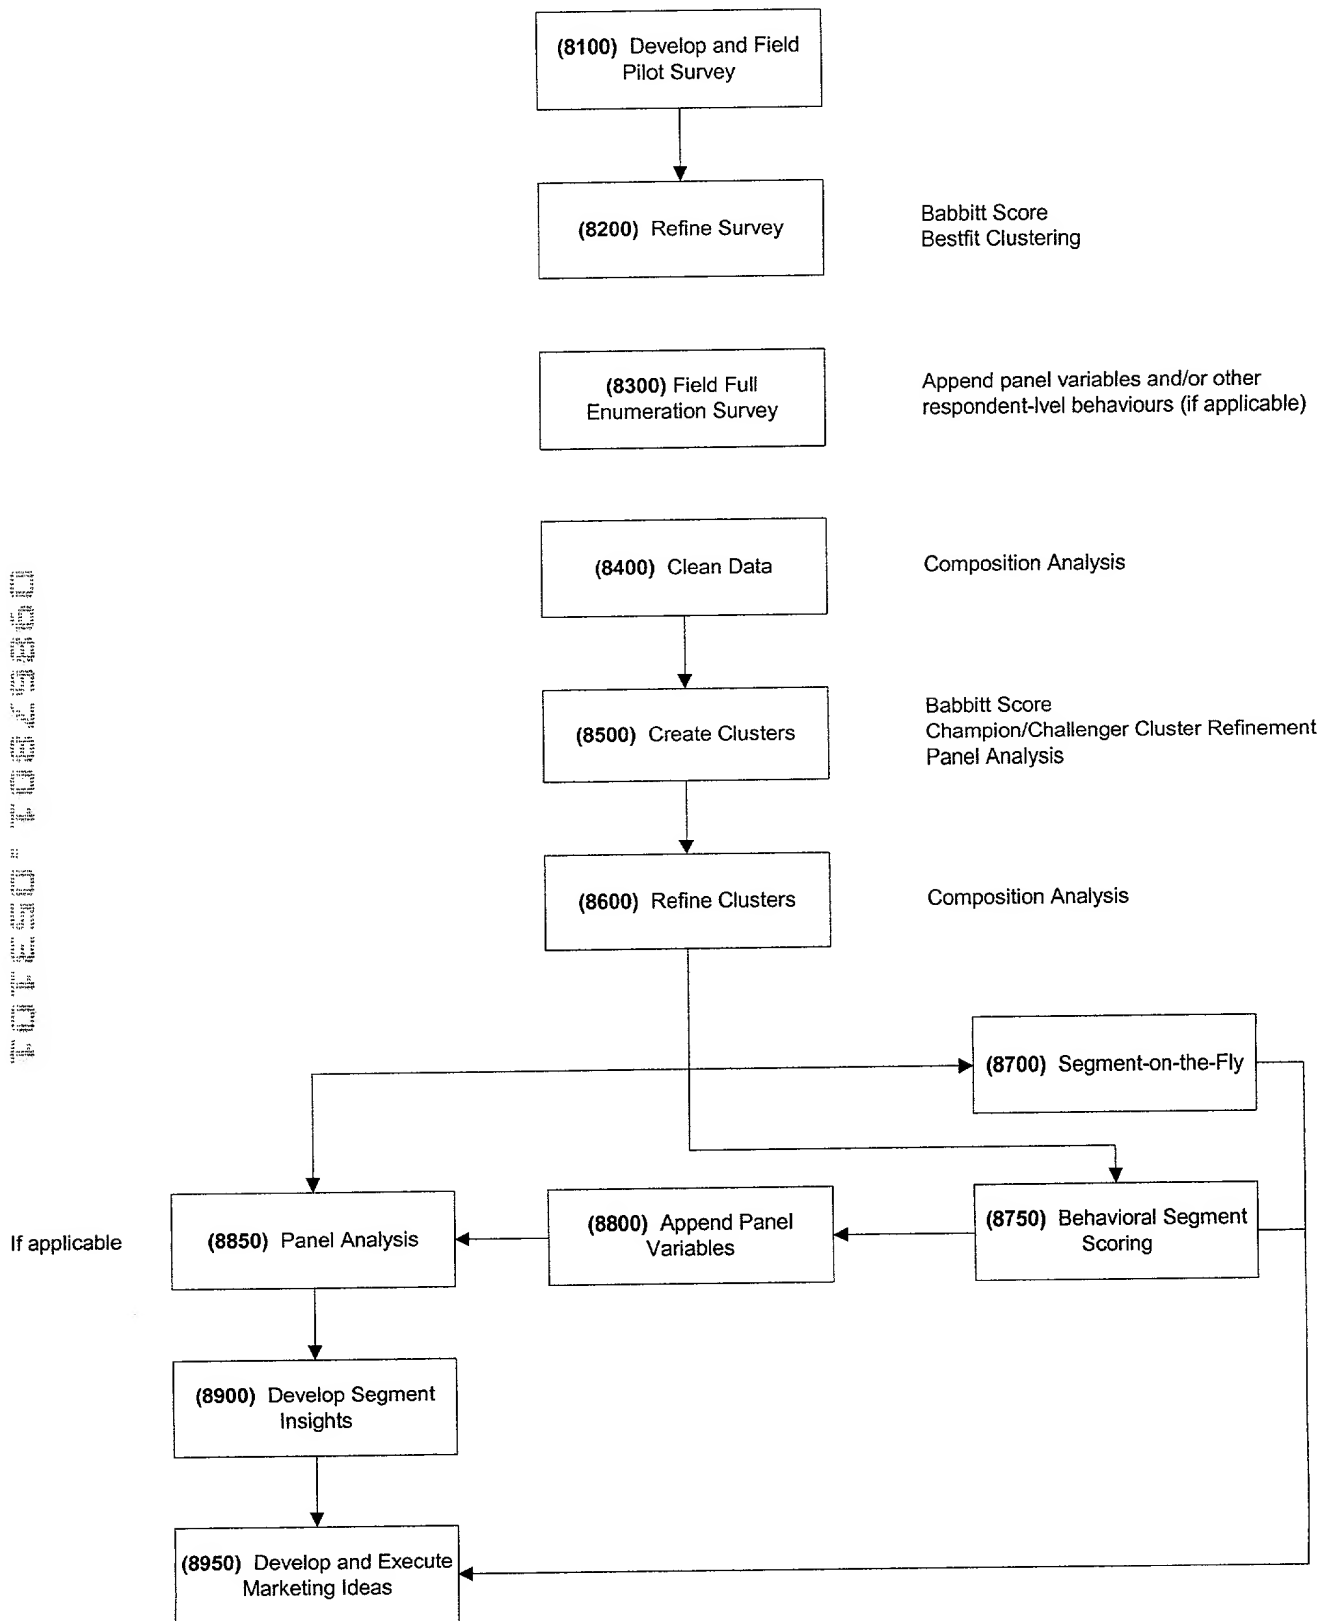 (8100) Develop and Field
Pilot Survey
(8200) Refine Survey
Babbitt Score
Bestfit Clustering
(8300) Field Full
Enumeration Survey
Append panel variables and/or other
respondent-lvel behaviours (if applicable)
(8400) Clean Data
Composition Analysis
(8500) Create Clusters
Babbitt Score
Champion/Challenger Cluster Refinement
Panel Analysis
(8600) Refine Clusters
Composition Analysis
(8700) Segment-on-the-Fly
If applicable
(8850) Panel Analysis
(8800) Append Panel
Variables
(8750) Behavioral Segment
Scoring
(8900) Develop Segment
Insights
(8950) Develop and Execute
Marketing Ideas